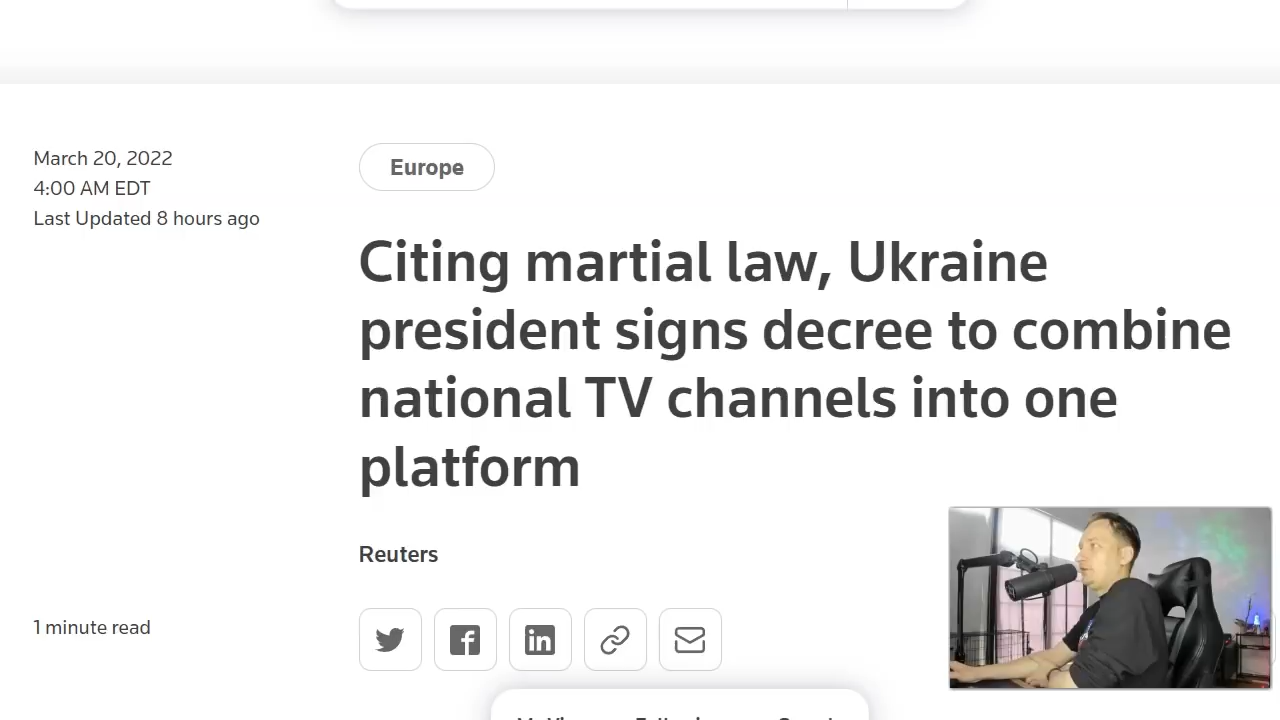 March 20, 2022
4:00 AM EDT
Last Updated 8 hours ago
Europe
Citing martial law, Ukraine
president signs decree to combine
national TV channels into one
platform
Reuters
1 minute read